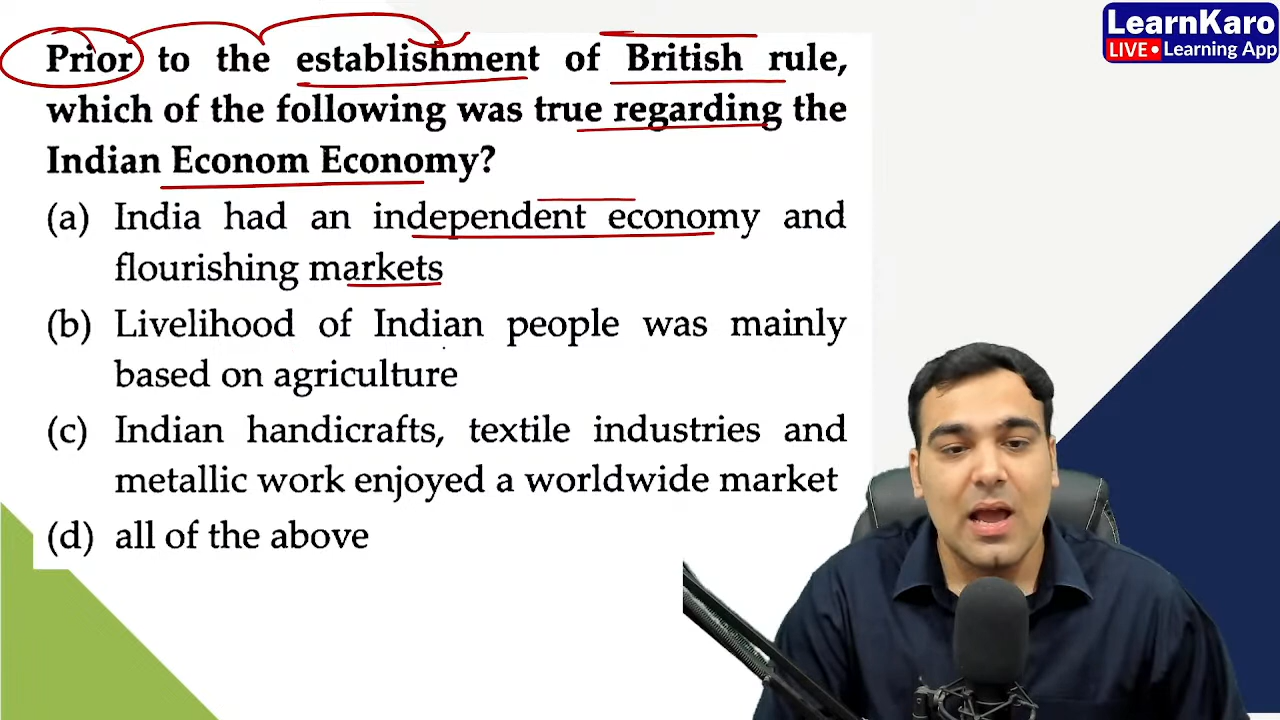 LearnKaro
LIVE • Learning App
Prior to the establishment of British rule,
which of the following was true regarding the
Indian Econom Economy?
(a) India had an independent economy and
flourishing markets
(b) Livelihood of Indian people was mainly
based on agriculture
(c) Indian handicrafts, textile industries and
metallic work enjoyed a worldwide market
(d) all of the above